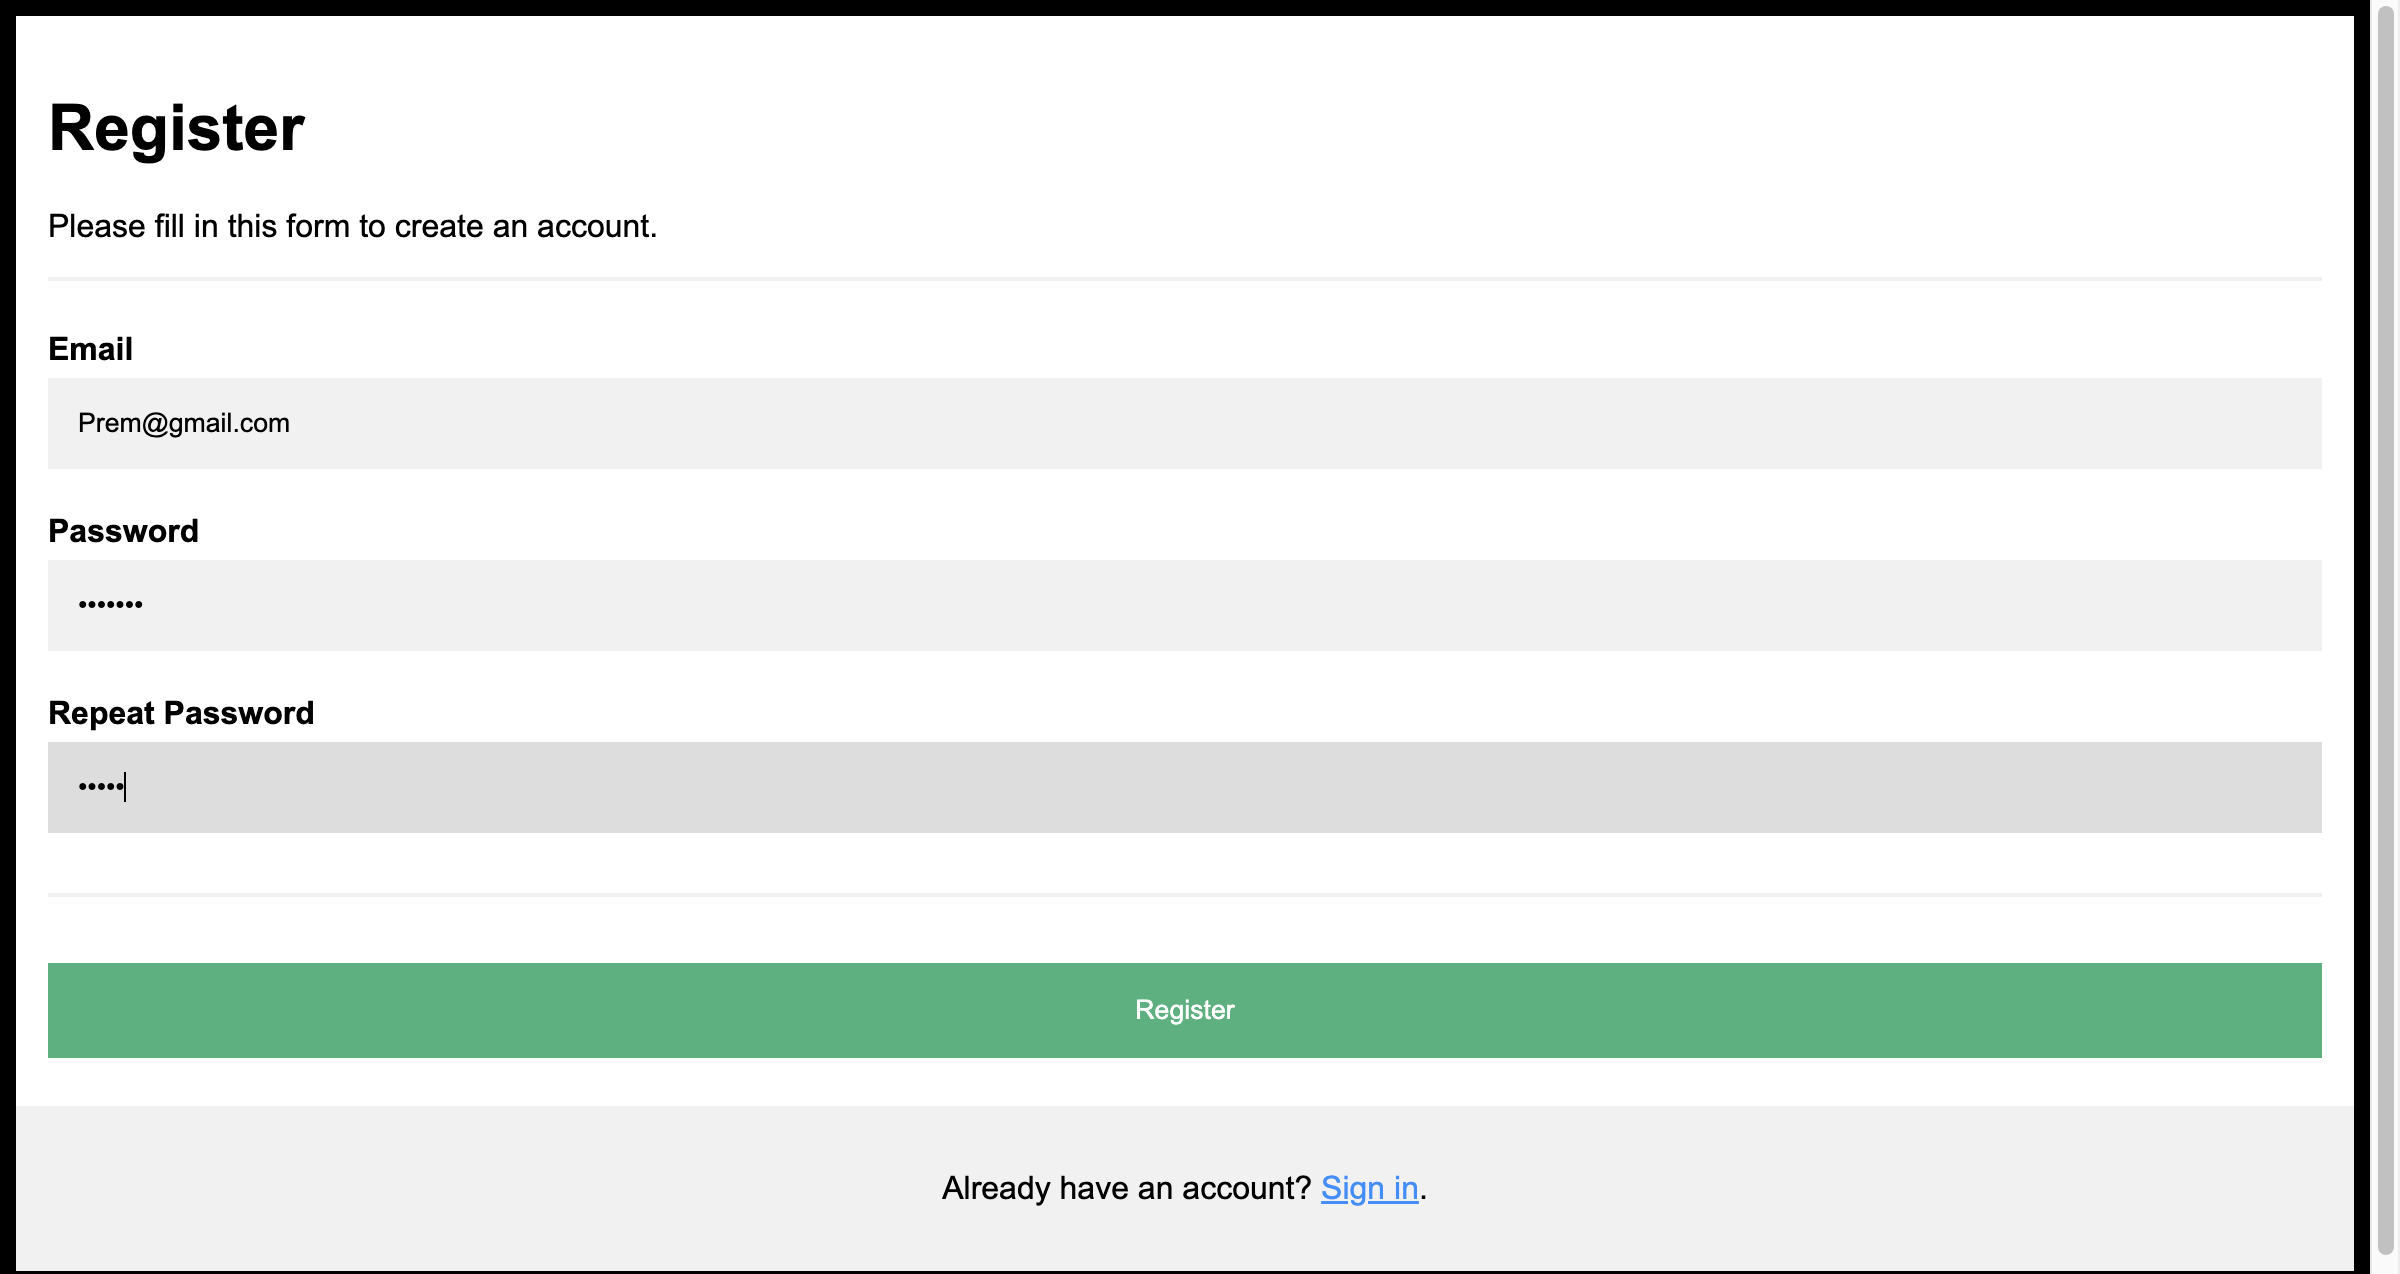 Register
Please fill in this form to create an account.
Email
Prem@gmail.com
Password
•••••••
Repeat Password
•••••
Register
Already have an account? Sign in.